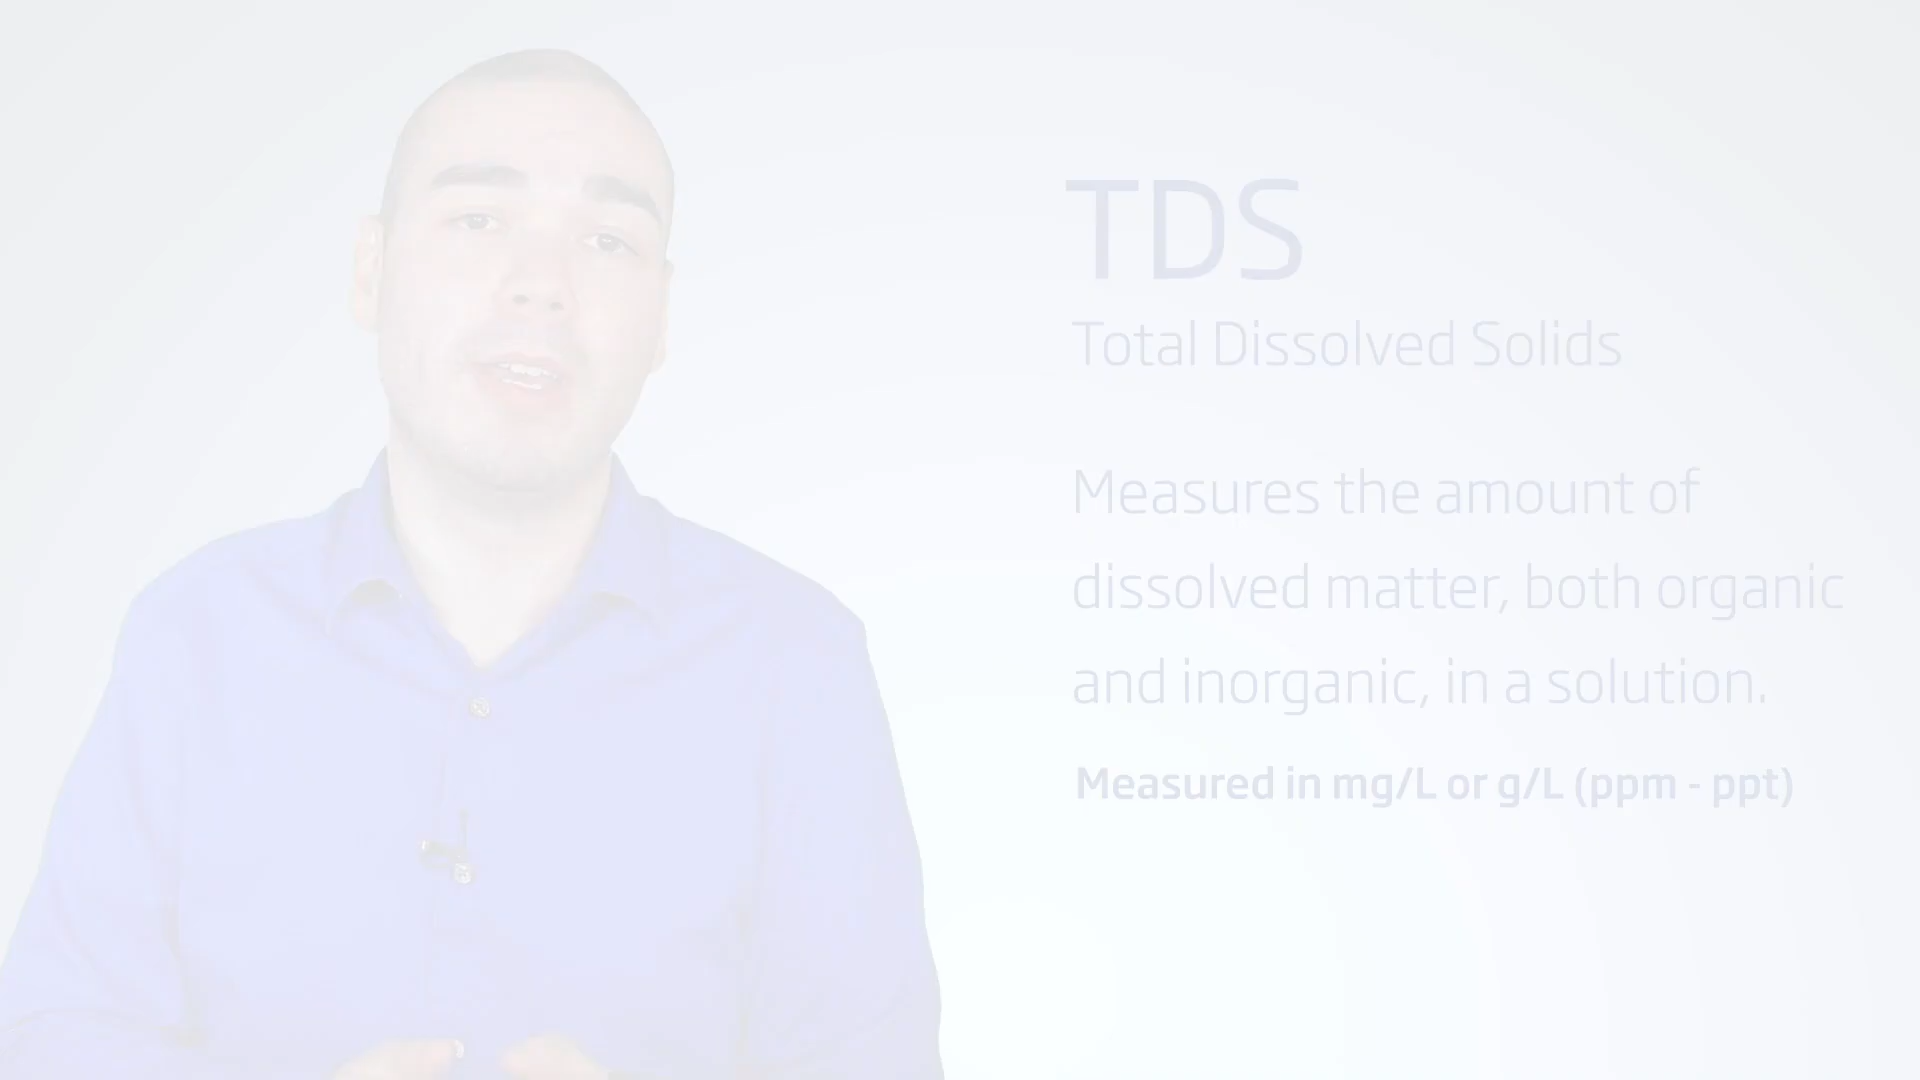 TDS
Total Dissolved Solids
Measures the amount of
dissolved matter, both organic
and inorganic, in a solution.
Measured in mg/L or g/L (ppm - ppt)